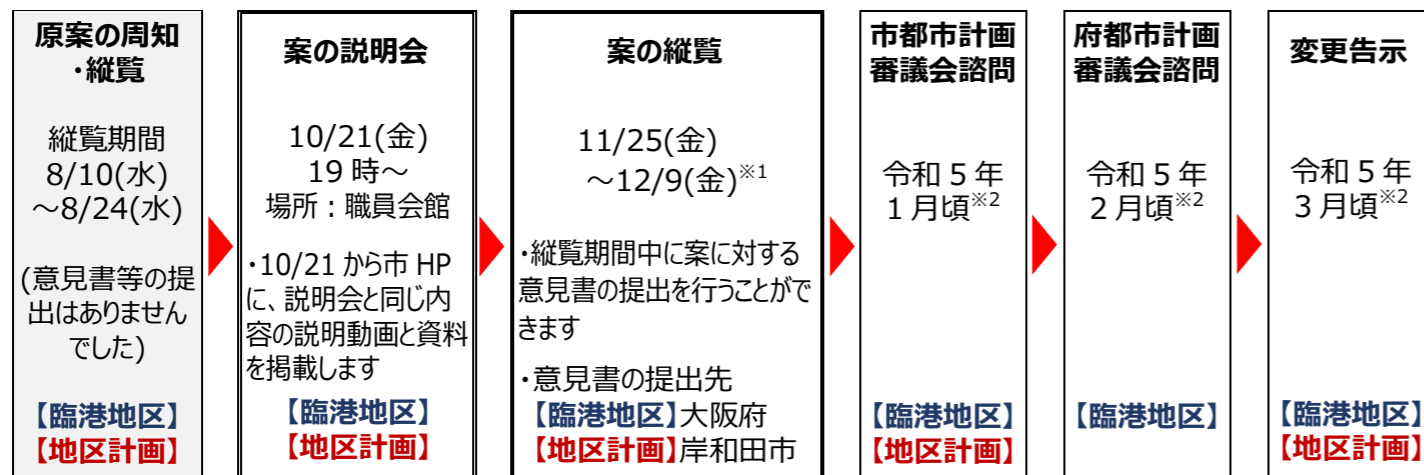 原案の周知
・縦覧
縦覧期間
8/10(水)
～8/24(水)
(意見書等の提
出はありません
でした)
【臨港地区】
【地区計画】
案の説明会
10/21(金)
19時～
場所：職員会館
・10/21から市HP
に、説明会と同じ内
容の説明動画と資料
を掲載します
【臨港地区】
【地区計画】
案の縦覧
11/25(金)
～12/9(金)※1
・縦覧期間中に案に対する
意見書の提出を行うことがで
きます
・意見書の提出先
【臨港地区】大阪府
【地区計画】岸和田市
市都市計画
審議会諮問
令和5年
1月頃※2
【臨港地区】
【地区計画】
府都市計画
審議会諮問
令和5年
2月頃※2
【臨港地区】
変更告示
令和5年
3月頃※2
【臨港地区】
【地区計画】